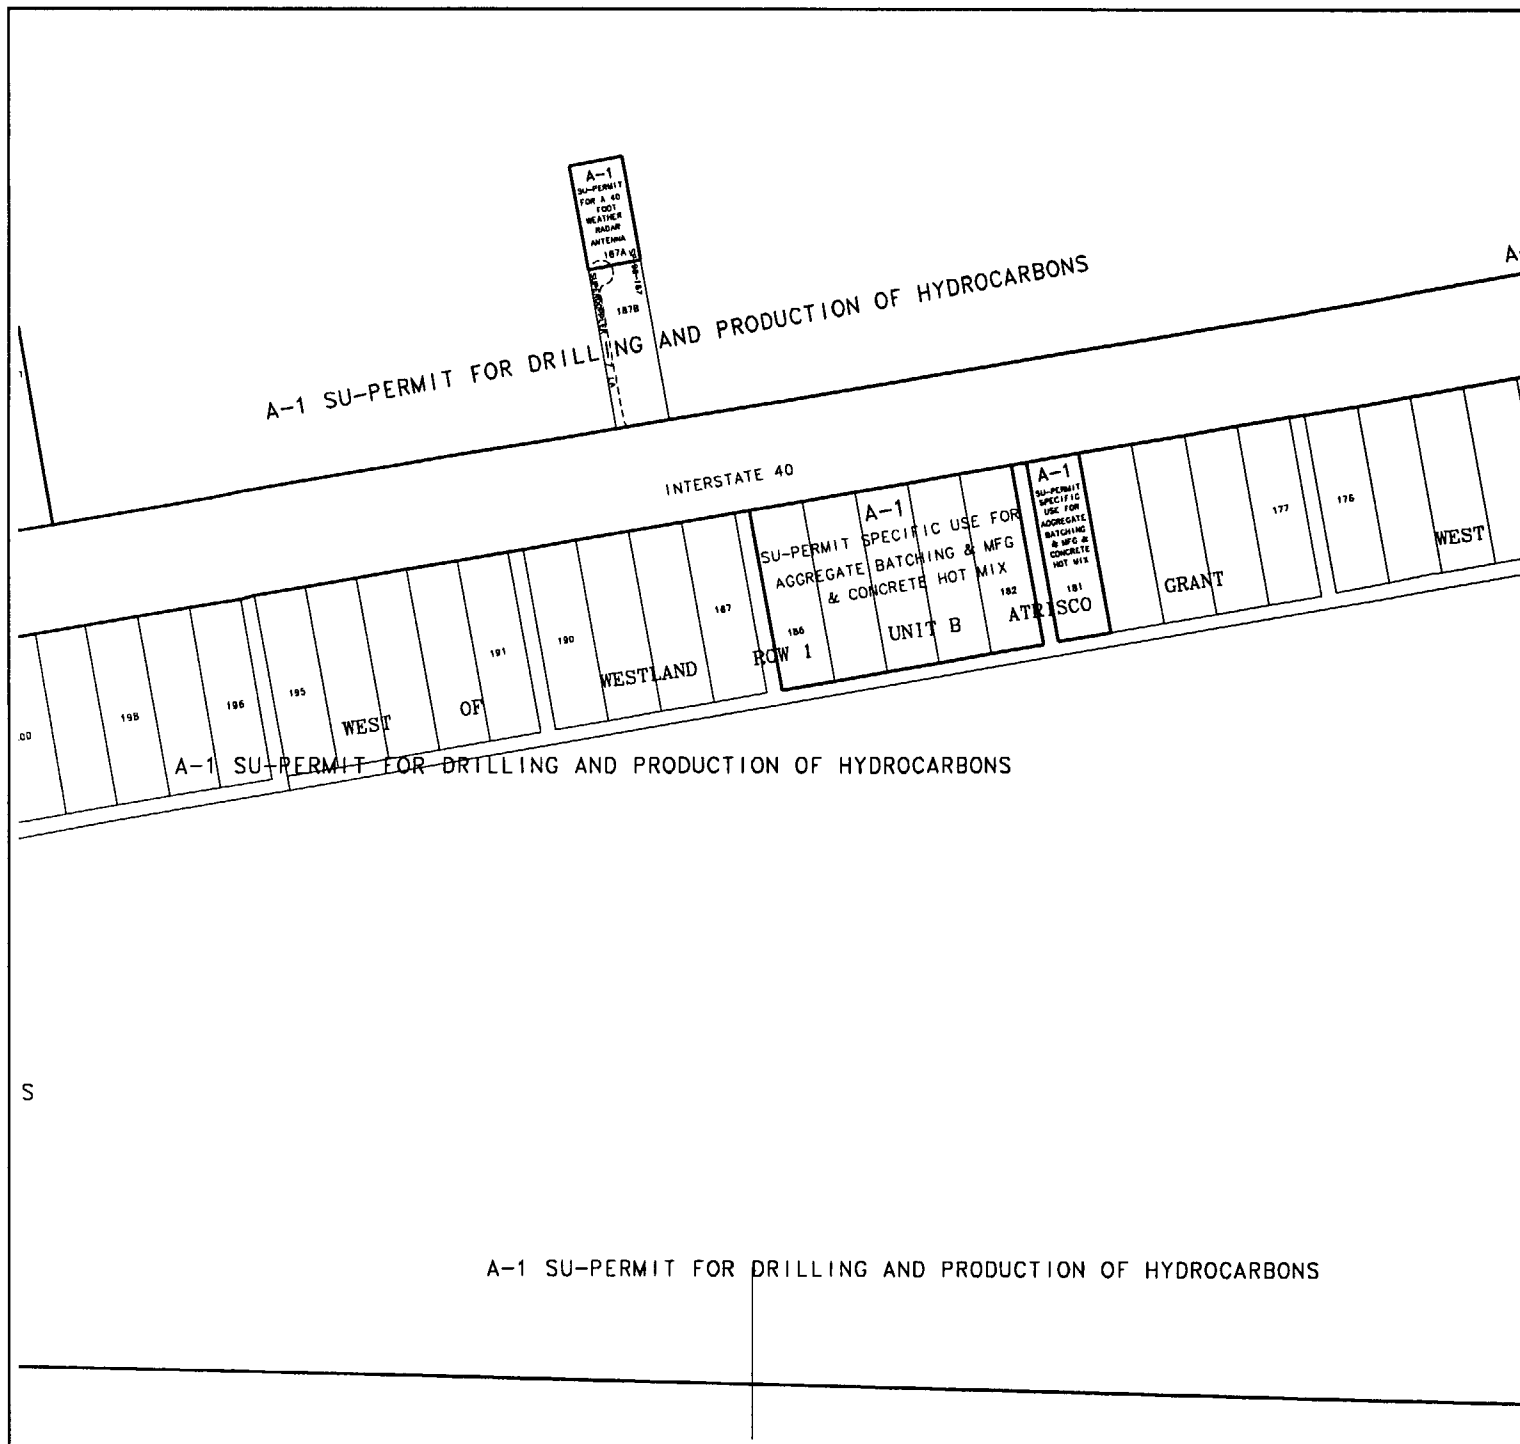 A-1
SU-PERMIT
FOR A 40
FOOT
WEATHER
RADAR
ANTENNA
187A
187B
A-1 SU-PERMIT FOR DRILLING AND PRODUCTION OF HYDROCARBONS
A-
INTERSTATE 40
A-1
SU-PERMIT SPECIFIC USE FOR
AGGREGATE BATCHING & MFG
& CONCRETE HOT MIX
A-1
SU-PERMIT
SPECIFIC
USE FOR
AGGREGATE
BATCHING
& MFG &
CONCRETE
HOT MIX
181
182
186
187
190
191
195
196
198
177
176
WEST OF WESTLAND ROW 1 UNIT B ATRISCO GRANT
WEST
A-1 SU-PERMIT FOR DRILLING AND PRODUCTION OF HYDROCARBONS
S
A-1 SU-PERMIT FOR DRILLING AND PRODUCTION OF HYDROCARBONS